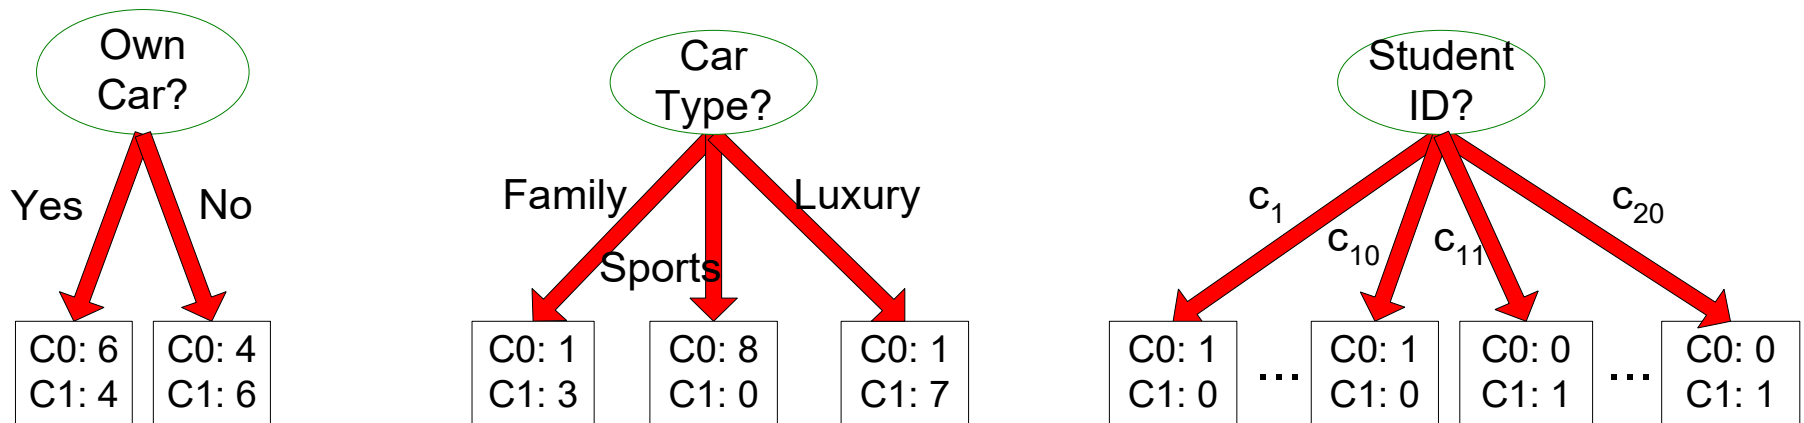 Own
Car?
Yes
No
C0: 6
C1: 4
C0: 4
C1: 6
Car
Type?
Family
Sports
Luxury
C0: 1
C1: 3
C0: 8
C1: 0
C0: 1
C1: 7
Student
ID?
c1
c10
c11
c20
C0: 1
C1: 0
...
C0: 1
C1: 0
C0: 0
C1: 1
...
C0: 0
C1: 1